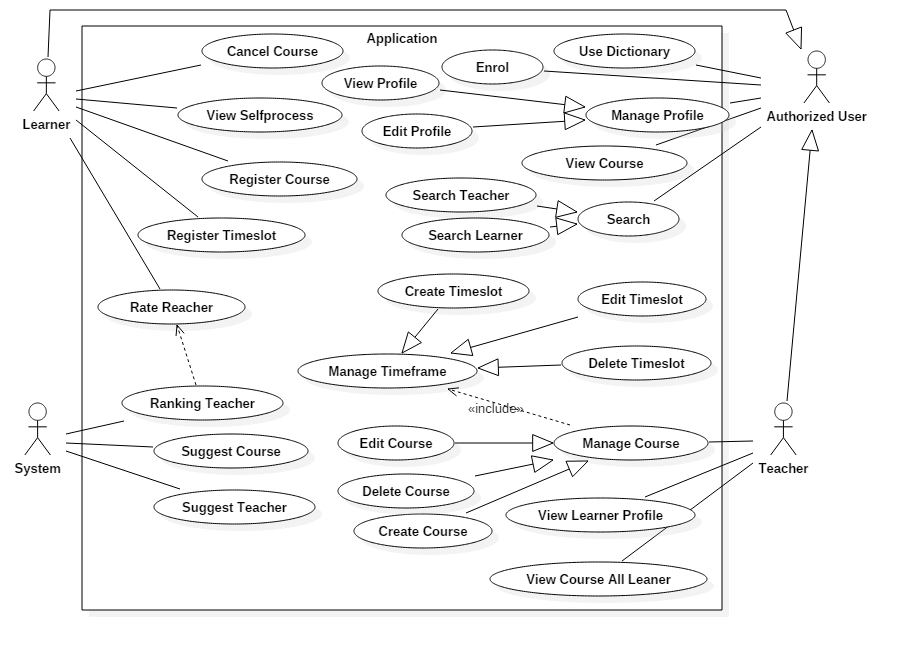 Application
Cancel Course
Use Dictionary
Enrol
View Profile
View Selfprocess
Manage Profile
Authorized User
Learner
Edit Profile
View Course
Register Course
Search Teacher
Search
Register Timeslot
Search Learner
Create Timeslot
Edit Timeslot
Rate Reacher
Delete Timeslot
Manage Timeframe
Ranking Teacher
«include»
Edit Course
Manage Course
Suggest Course
System
Teacher
Delete Course
Suggest Teacher
View Learner Profile
Create Course
View Course All Leaner